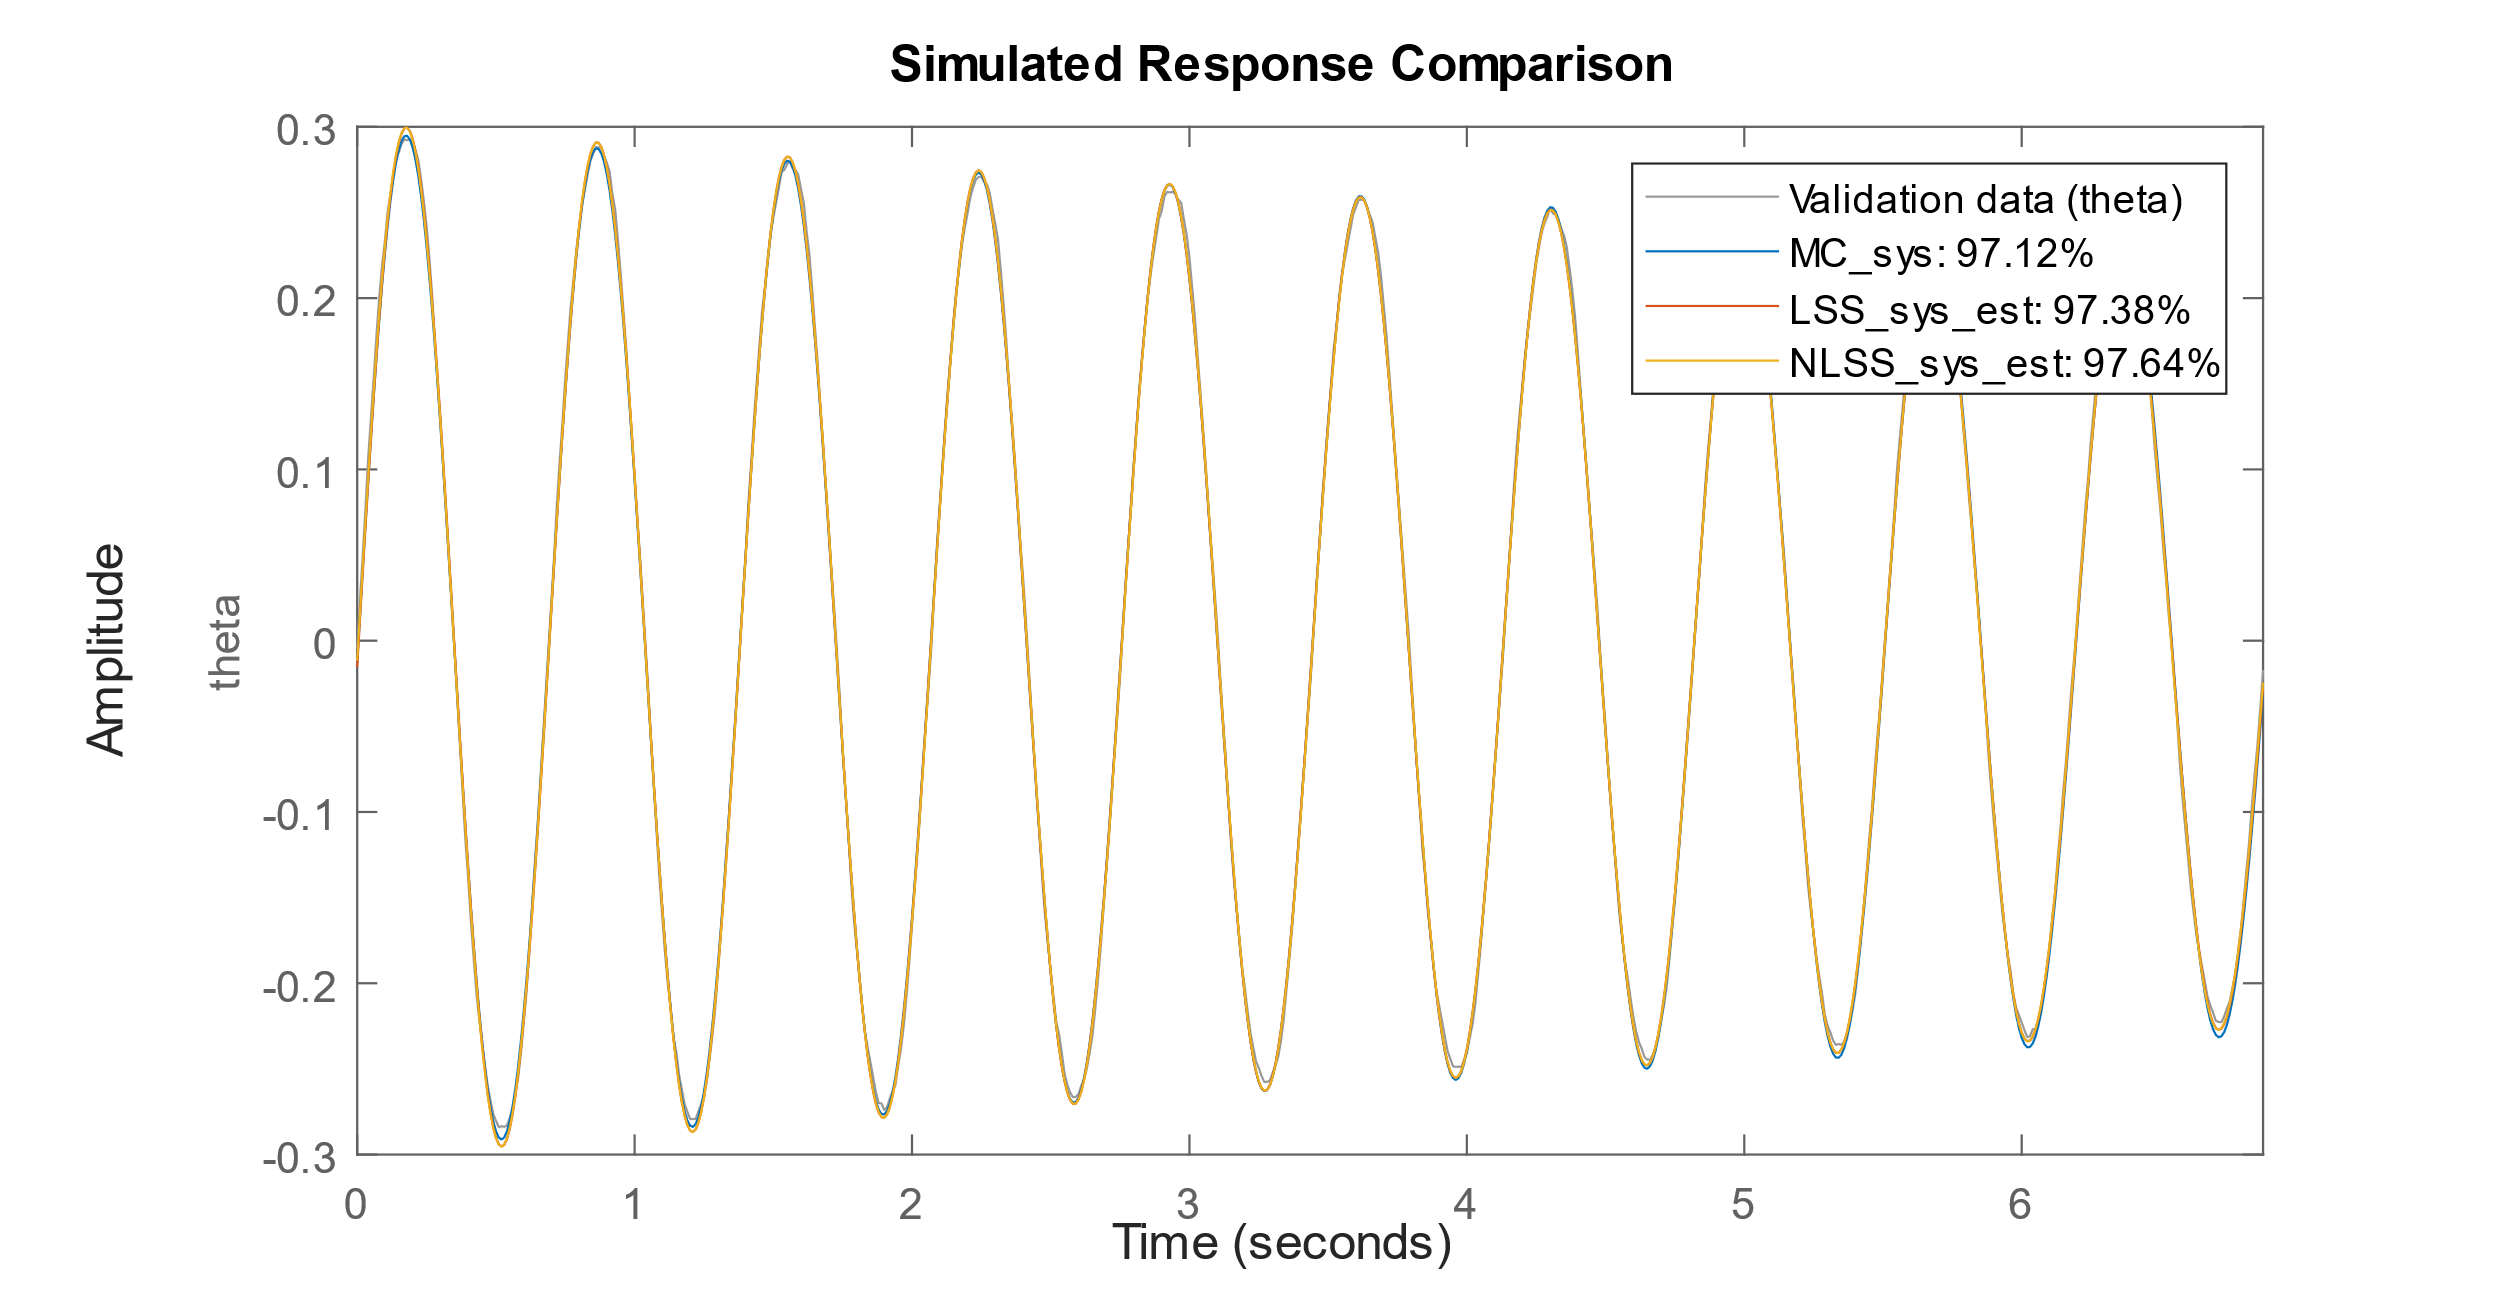 Simulated Response Comparison
0.3
0.2
0.1
0
-0.1
-0.2
-0.3
Amplitude
theta
Validation data (theta)
MC_sys: 97.12%
LSS_sys_est: 97.38%
NLSS_sys_est: 97.64%
0 1 2 3 4 5 6
Time (seconds)